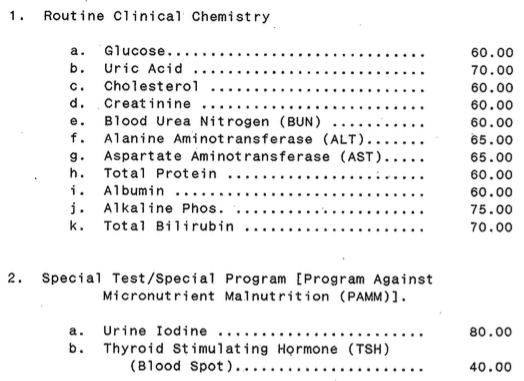 1. Routine Clinical Chemistry
a. Glucose.............................. 60.00
b. Uric Acid ........................... 70.00
c. Cholesterol ......................... 60.00
d. Creatinine .......................... 60.00
e. Blood Urea Nitrogen (BUN) ........... 60.00
f. Alanine Aminotransferase (ALT)....... 65.00
g. Aspartate Aminotransferase (AST)..... 65.00
h. Total Protein ....................... 60.00
i. Albumin ............................. 60.00
j. Alkaline Phos. ...................... 75.00
k. Total Bilirubin ..................... 70.00
2. Special Test/Special Program [Program Against
Micronutrient Malnutrition (PAMM)].
a. Urine Iodine ........................ 80.00
b. Thyroid Stimulating Hormone (TSH)
(Blood Spot)...................... 40.00